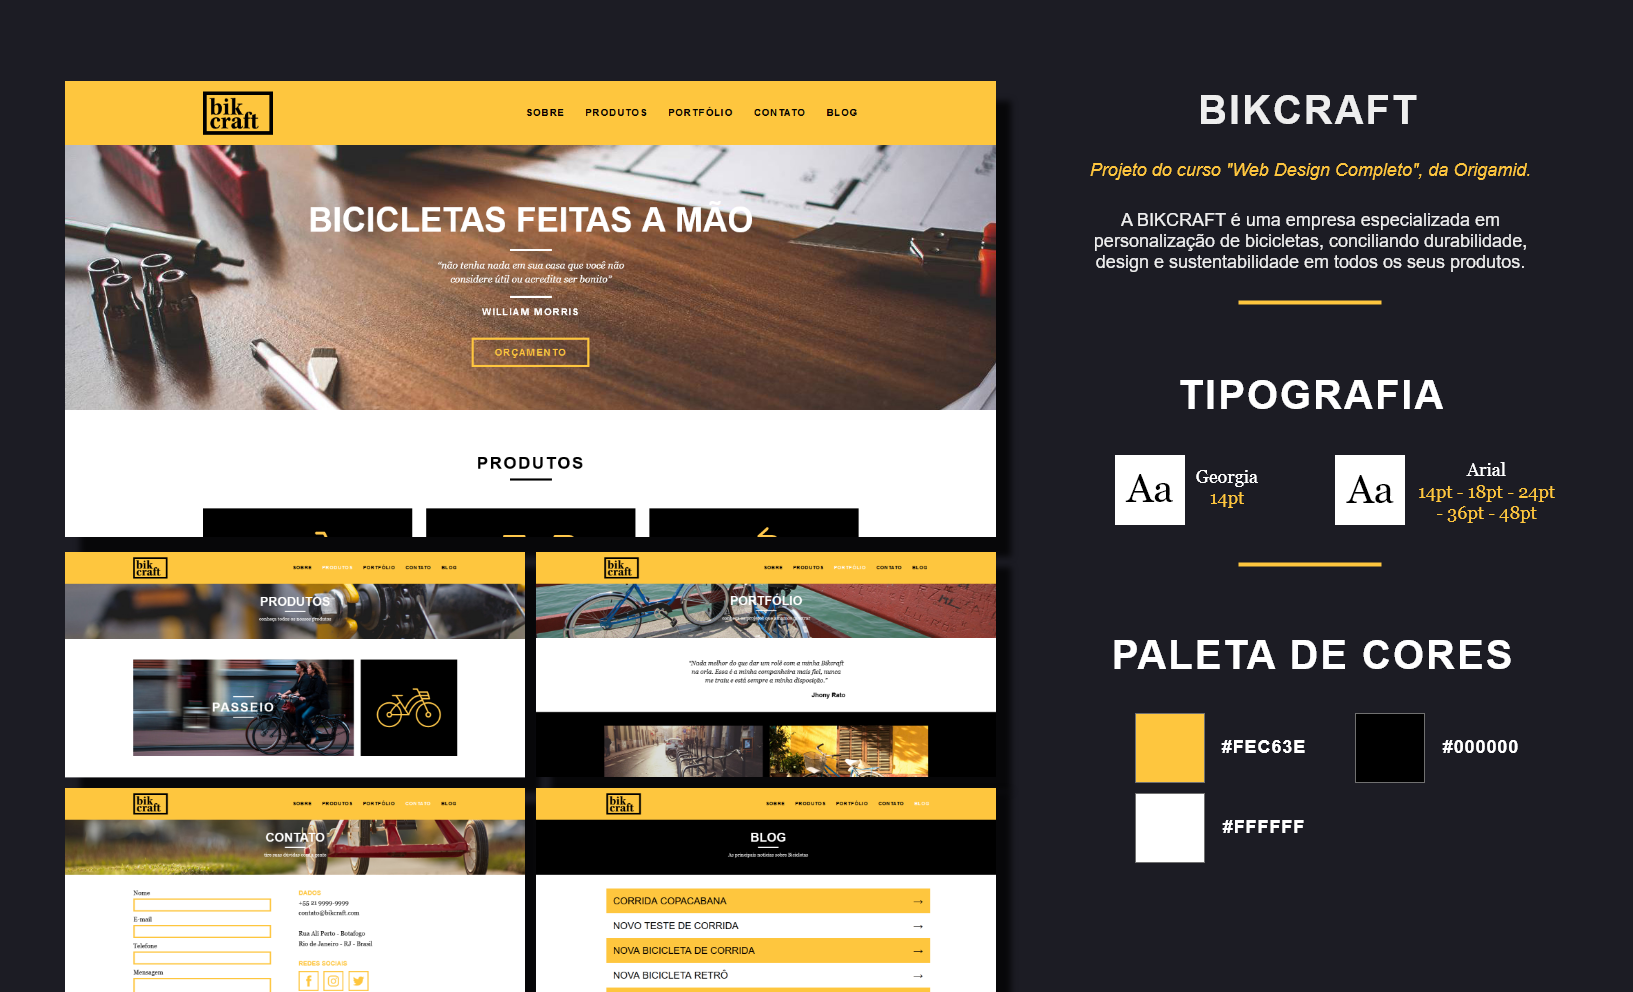 bik
craft
SOBRE PRODUTOS PORTFÓLIO CONTATO BLOG
BICICLETAS FEITAS A MÃO
“não tenha nada em sua casa que você não
considere útil ou acredita ser bonito”
WILLIAM MORRIS
ORÇAMENTO
PRODUTOS
bik
craft
SOBRE PRODUTOS PORTFÓLIO CONTATO BLOG
PRODUTOS
conheça todos os nossos produtos
PASSEIO
bik
craft
SOBRE PRODUTOS PORTFÓLIO CONTATO BLOG
PORTFÓLIO
“Nada melhor do que dar um rolê com a minha Bikcraft
na orla. Essa é a minha companheira mais fiel, nunca
me traiu e está sempre a minha disposição.”
Jhony Rato
bik
craft
SOBRE PRODUTOS PORTFÓLIO CONTATO BLOG
CONTATO
tire suas dúvidas com a gente
Nome
E-mail
Telefone
Mensagem
DADOS
+55 21 9999-9999
contato@bikcraft.com
Rua Ali Perto - Botafogo
Rio de Janeiro - RJ - Brasil
REDES SOCIAIS
bik
craft
SOBRE PRODUTOS PORTFÓLIO CONTATO BLOG
BLOG
As principais notícias sobre Bicicletas
CORRIDA COPACABANA →
NOVO TESTE DE CORRIDA →
NOVA BICICLETA DE CORRIDA →
NOVA BICICLETA RETRÔ →
BIKCRAFT
Projeto do curso "Web Design Completo", da Origamid.
A BIKCRAFT é uma empresa especializada em
personalização de bicicletas, conciliando durabilidade,
design e sustentabilidade em todos os seus produtos.
TIPOGRAFIA
Aa
Georgia
14pt
Aa
Arial
14pt - 18pt - 24pt
- 36pt - 48pt
PALETA DE CORES
#FEC63E
#000000
#FFFFFF